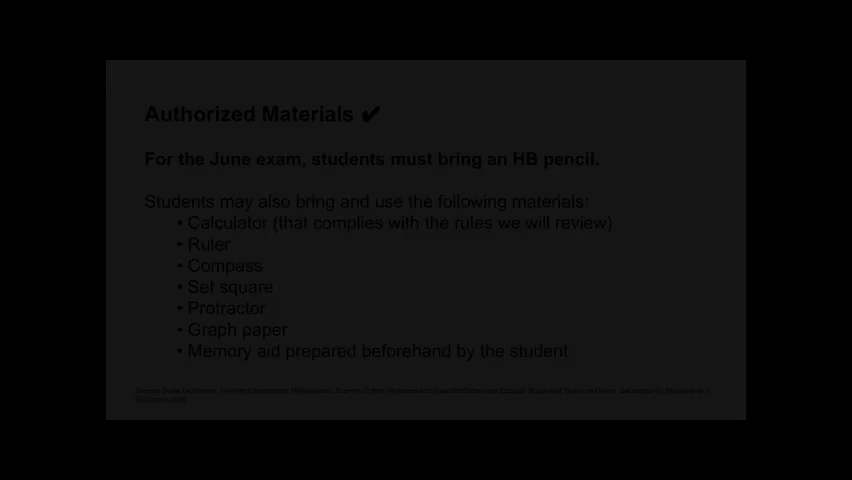 Authorized Materials ✔
For the June exam, students must bring an HB pencil.
Students may also bring and use the following materials:
• Calculator (that complies with the rules we will review)
• Ruler
• Compass
• Set square
• Protractor
• Graph paper
• Memory aid prepared beforehand by the student